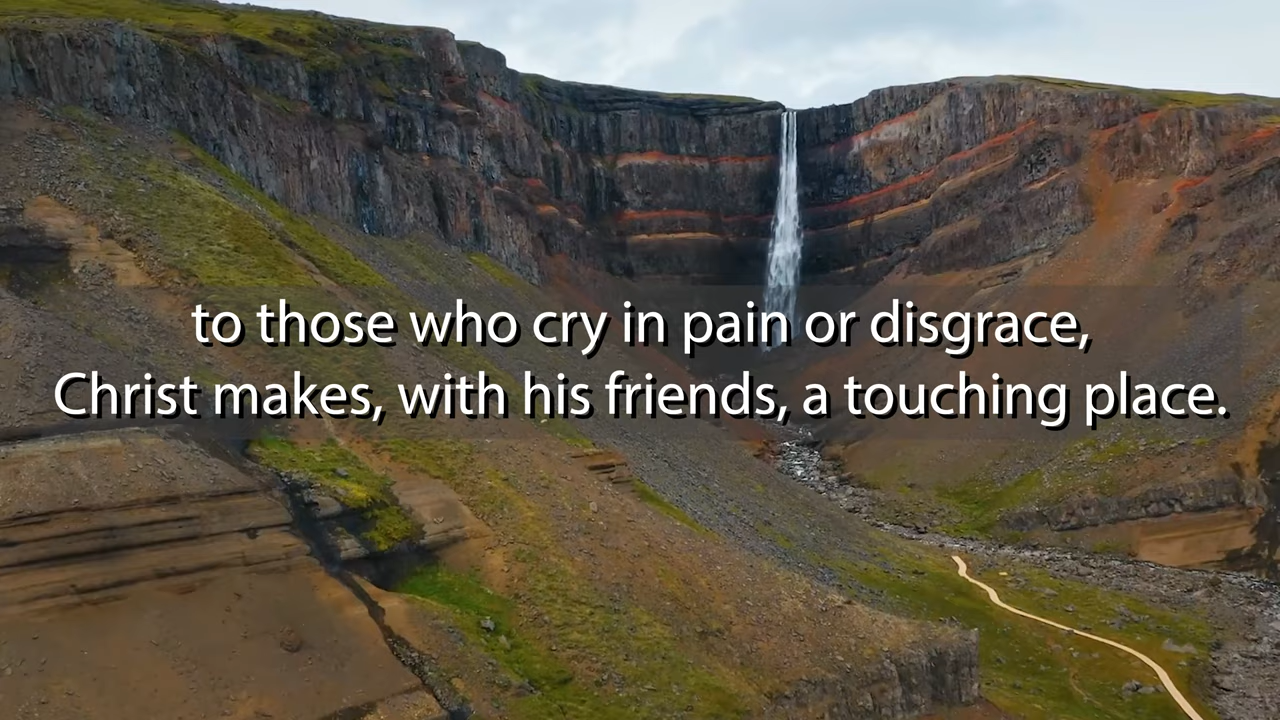 to those who cry in pain or disgrace,
Christ makes, with his friends, a touching place.